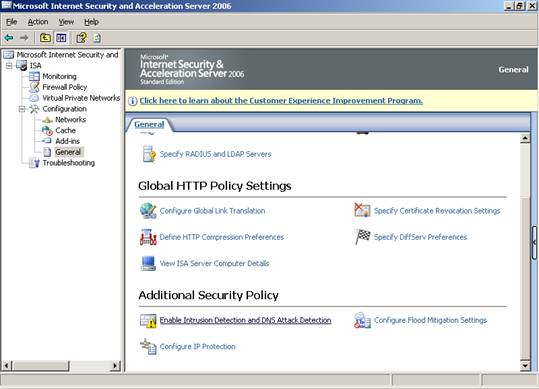 Microsoft Internet Security and Acceleration Server 2006
File Action View Help
Microsoft Internet Security and
ISA
Monitoring
Firewall Policy
Virtual Private Networks
Configuration
Networks
Cache
Add-ins
General
Troubleshooting
Microsoft®
Internet Security &
Acceleration Server 2006
Standard Edition
General
Click here to learn about the Customer Experience Improvement Program.
General
Specify RADIUS and LDAP Servers
Global HTTP Policy Settings
Configure Global Link Translation
Specify Certificate Revocation Settings
Define HTTP Compression Preferences
Specify DiffServ Preferences
View ISA Server Computer Details
Additional Security Policy
Enable Intrusion Detection and DNS Attack Detection
Configure Flood Mitigation Settings
Configure IP Protection